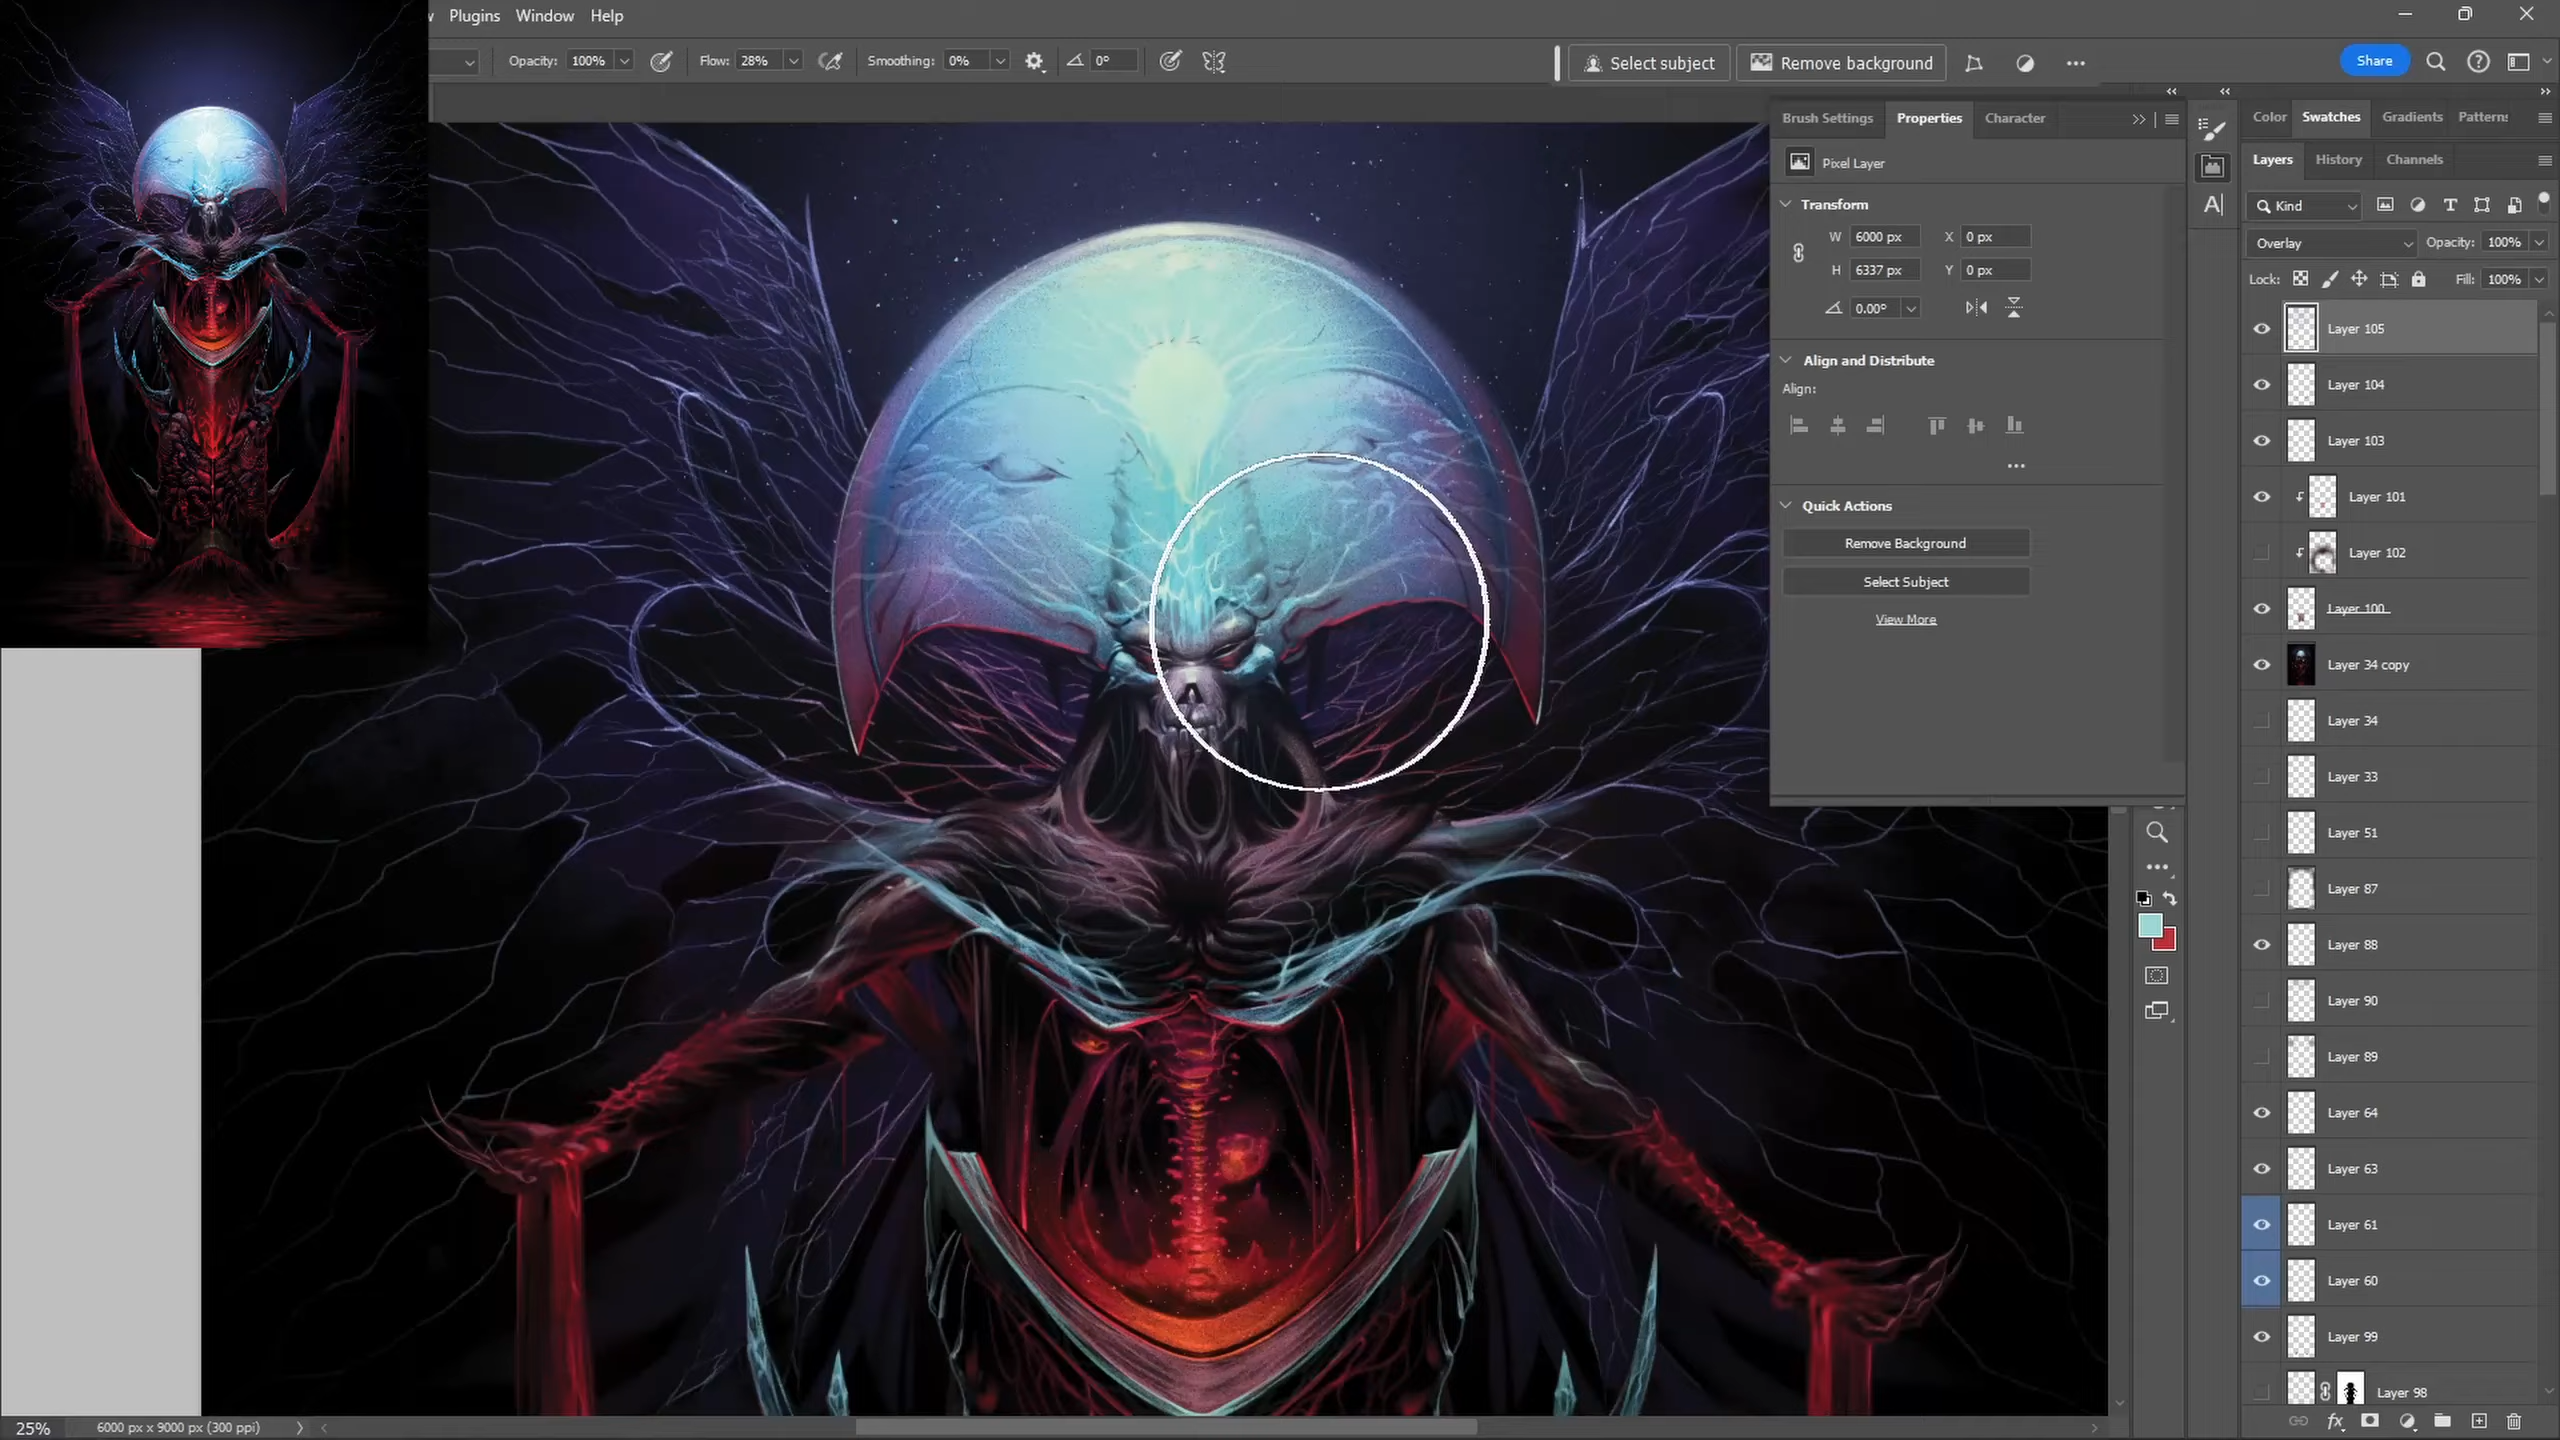 Plugins Window Help
Opacity: 100% Flow: 28% Smoothing: 0% 0° Select subject Remove background Share
Brush Settings Properties Character
Pixel Layer
Transform
W 6000 px X 0 px
H 6337 px Y 0 px
0.00°
Align and Distribute
Align:
Quick Actions
Remove Background
Select Subject
View More
Color Swatches Gradients Patterns
Layers History Channels
Kind
Overlay Opacity: 100%
Lock: Fill: 100%
Layer 105
Layer 104
Layer 103
Layer 101
Layer 102
Layer 100
Layer 34 copy
Layer 34
Layer 33
Layer 51
Layer 87
Layer 88
Layer 90
Layer 89
Layer 64
Layer 63
Layer 61
Layer 60
Layer 99
Layer 98
25% 6000 px x 9000 px (300 ppi)